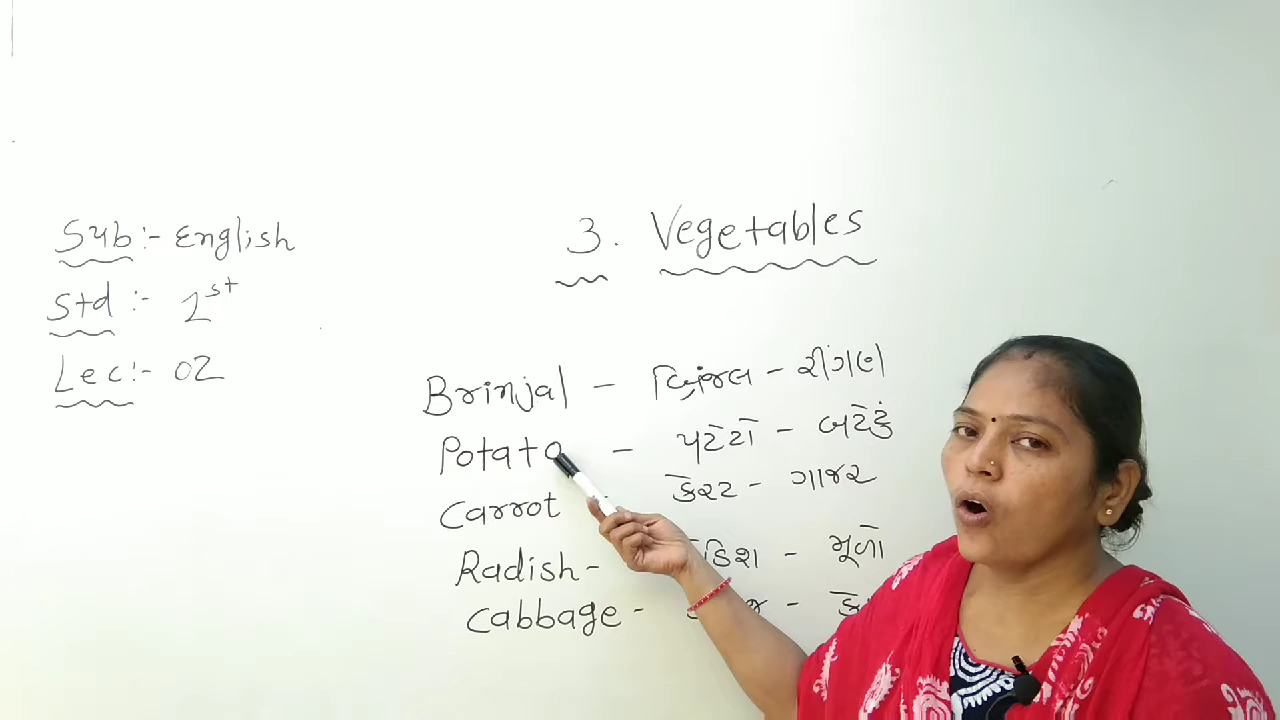 Sub:- English
Std :- 1st
Lec:- 02
3. Vegetables
Brinjal - બ્રિંજલ - રીંગણ
Potato - પટેટો - બટેકું
Carrot - કેરટ - ગાજર
Radish - - મૂળો
Cabbage - -